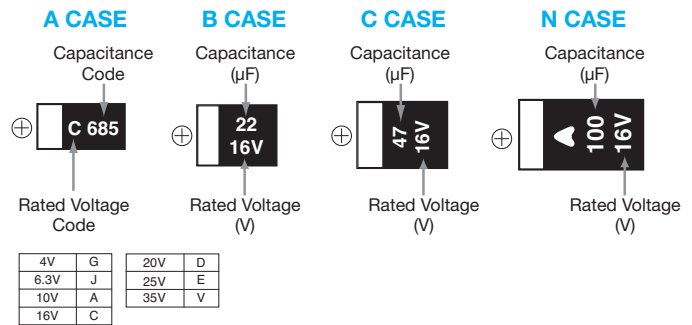 A CASE
B CASE
C CASE
N CASE
Capacitance
Code
Capacitance
(µF)
Capacitance
(µF)
Capacitance
(µF)
C 685
22
16V
47
16V
100
16V
Rated Voltage
Code
Rated Voltage
(V)
Rated Voltage
(V)
Rated Voltage
(V)
4V G 20V D
6.3V J 25V E
10V A 35V V
16V C